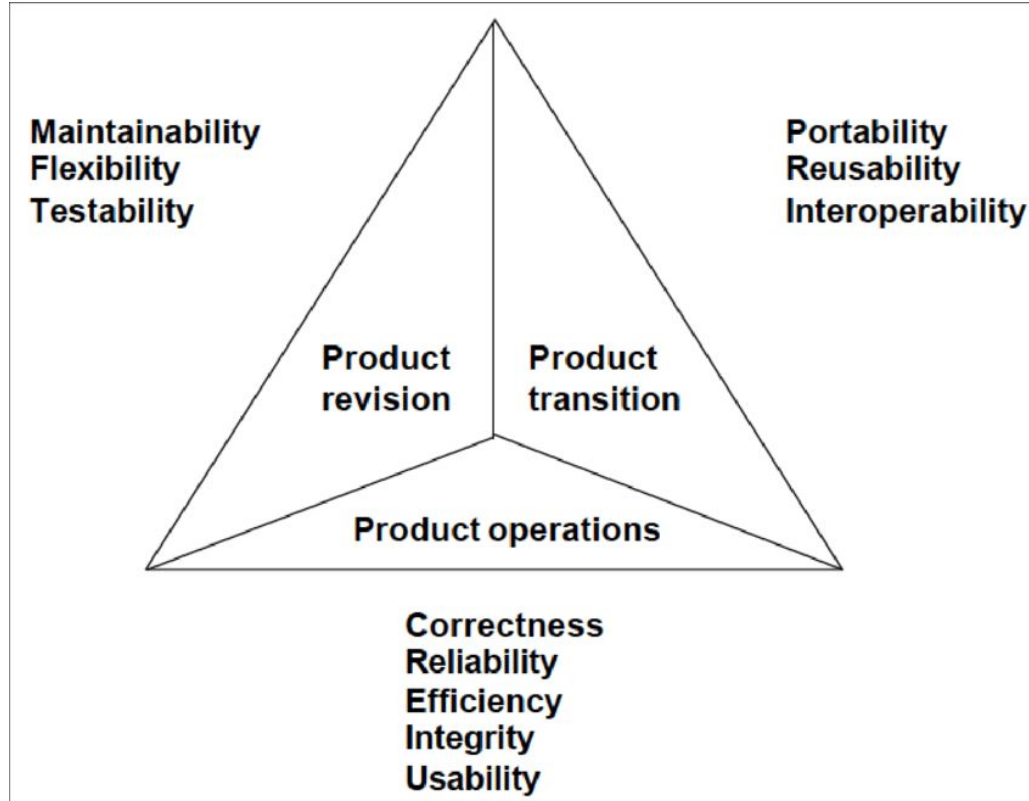 Maintainability
Flexibility
Testability
Portability
Reusability
Interoperability
Product
revision
Product
transition
Product operations
Correctness
Reliability
Efficiency
Integrity
Usability